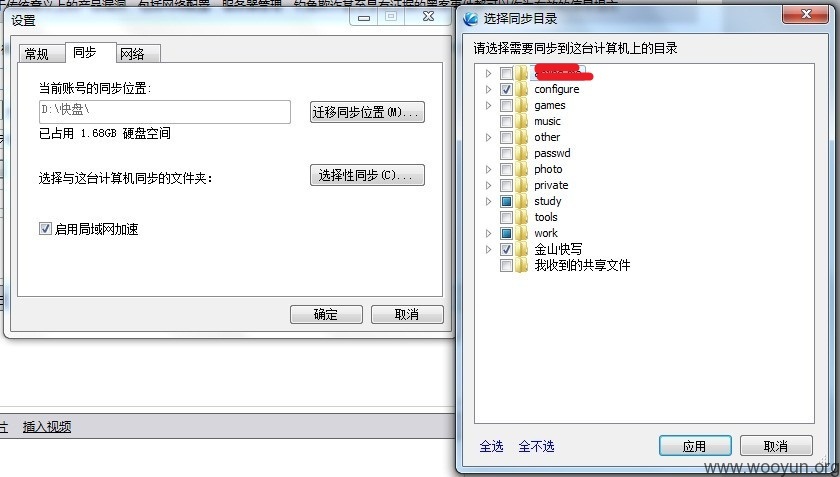 设置
常规
同步
网络
当前账号的同步位置:
D:\快盘\
迁移同步位置(M)...
已占用 1.68GB 硬盘空间
选择与这台计算机同步的文件夹:
选择性同步(C)...
启用局域网加速
确定
取消
片
插入视频
选择同步目录
请选择需要同步到这台计算机上的目录
configure
games
music
other
passwd
photo
private
study
tools
work
金山快写
我收到的共享文件
全选
全不选
应用
取消
www.wooyun.org